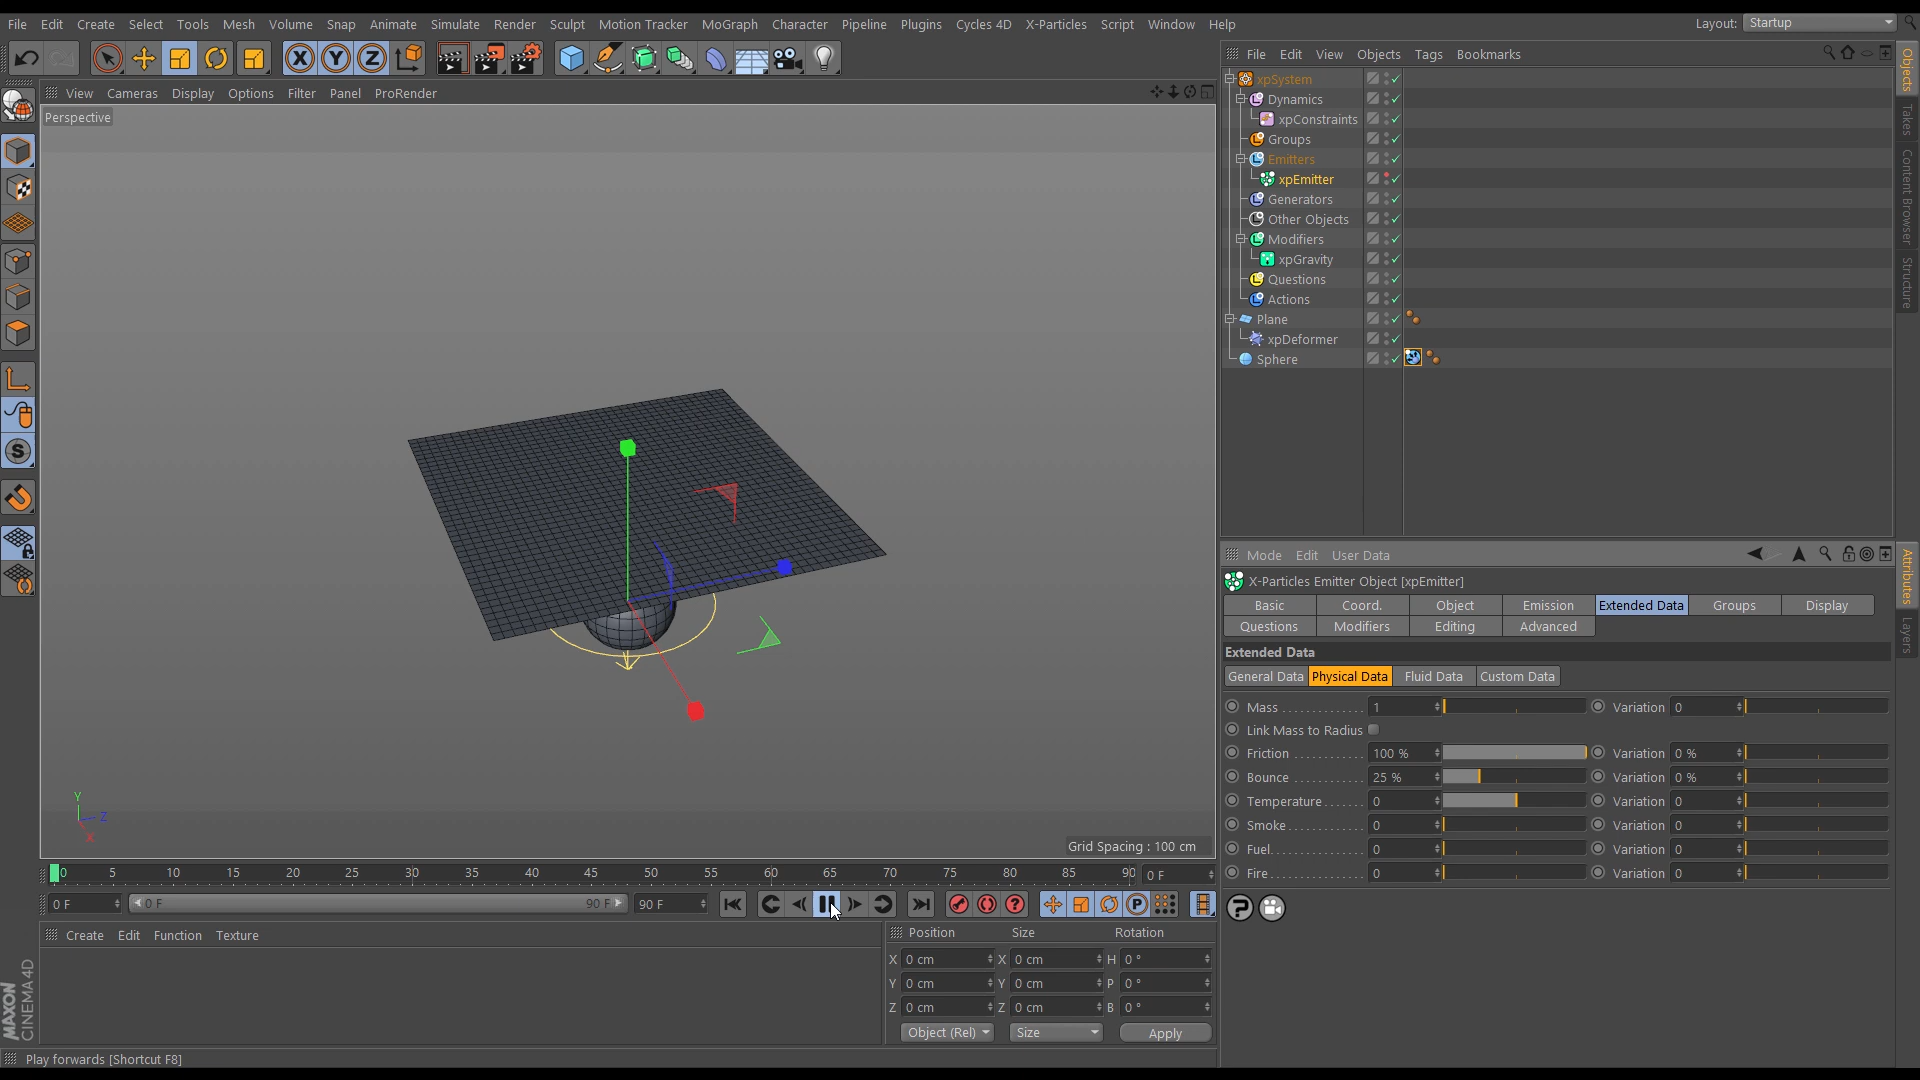 File Edit Create Select Tools Mesh Volume Snap Animate Simulate Render Sculpt Motion Tracker MoGraph Character Pipeline Plugins Cycles 4D X-Particles Script Window Help Layout: Startup
X Y Z
File Edit View Objects Tags Bookmarks
View Cameras Display Options Filter Panel ProRender
Perspective
xpSystem
Dynamics
xpConstraints
Groups
Emitters
xpEmitter
Generators
Other Objects
Modifiers
xpGravity
Questions
Actions
Plane
xpDeformer
Sphere
Objects
Takes
Content Browser
Structure
Mode Edit User Data
X-Particles Emitter Object [xpEmitter]
Basic Coord. Object Emission Extended Data Groups Display
Questions Modifiers Editing Advanced
Extended Data
General Data Physical Data Fluid Data Custom Data
Mass 1 Variation 0
Link Mass to Radius
Friction 100 % Variation 0 %
Bounce 25 % Variation 0 %
Temperature 0 Variation 0
Smoke 0 Variation 0
Fuel 0 Variation 0
Fire 0 Variation 0
Attributes
Layers
S
Y
Z
X
Grid Spacing : 100 cm
0 5 10 15 20 25 30 35 40 45 50 55 60 65 70 75 80 85 90 0 F
0 F 0 F 90 F 90 F P
Create Edit Function Texture
Position Size Rotation
X 0 cm X 0 cm H 0 °
Y 0 cm Y 0 cm P 0 °
Z 0 cm Z 0 cm B 0 °
Object (Rel) Size Apply
MAXON
CINEMA 4D
Play forwards [Shortcut F8]